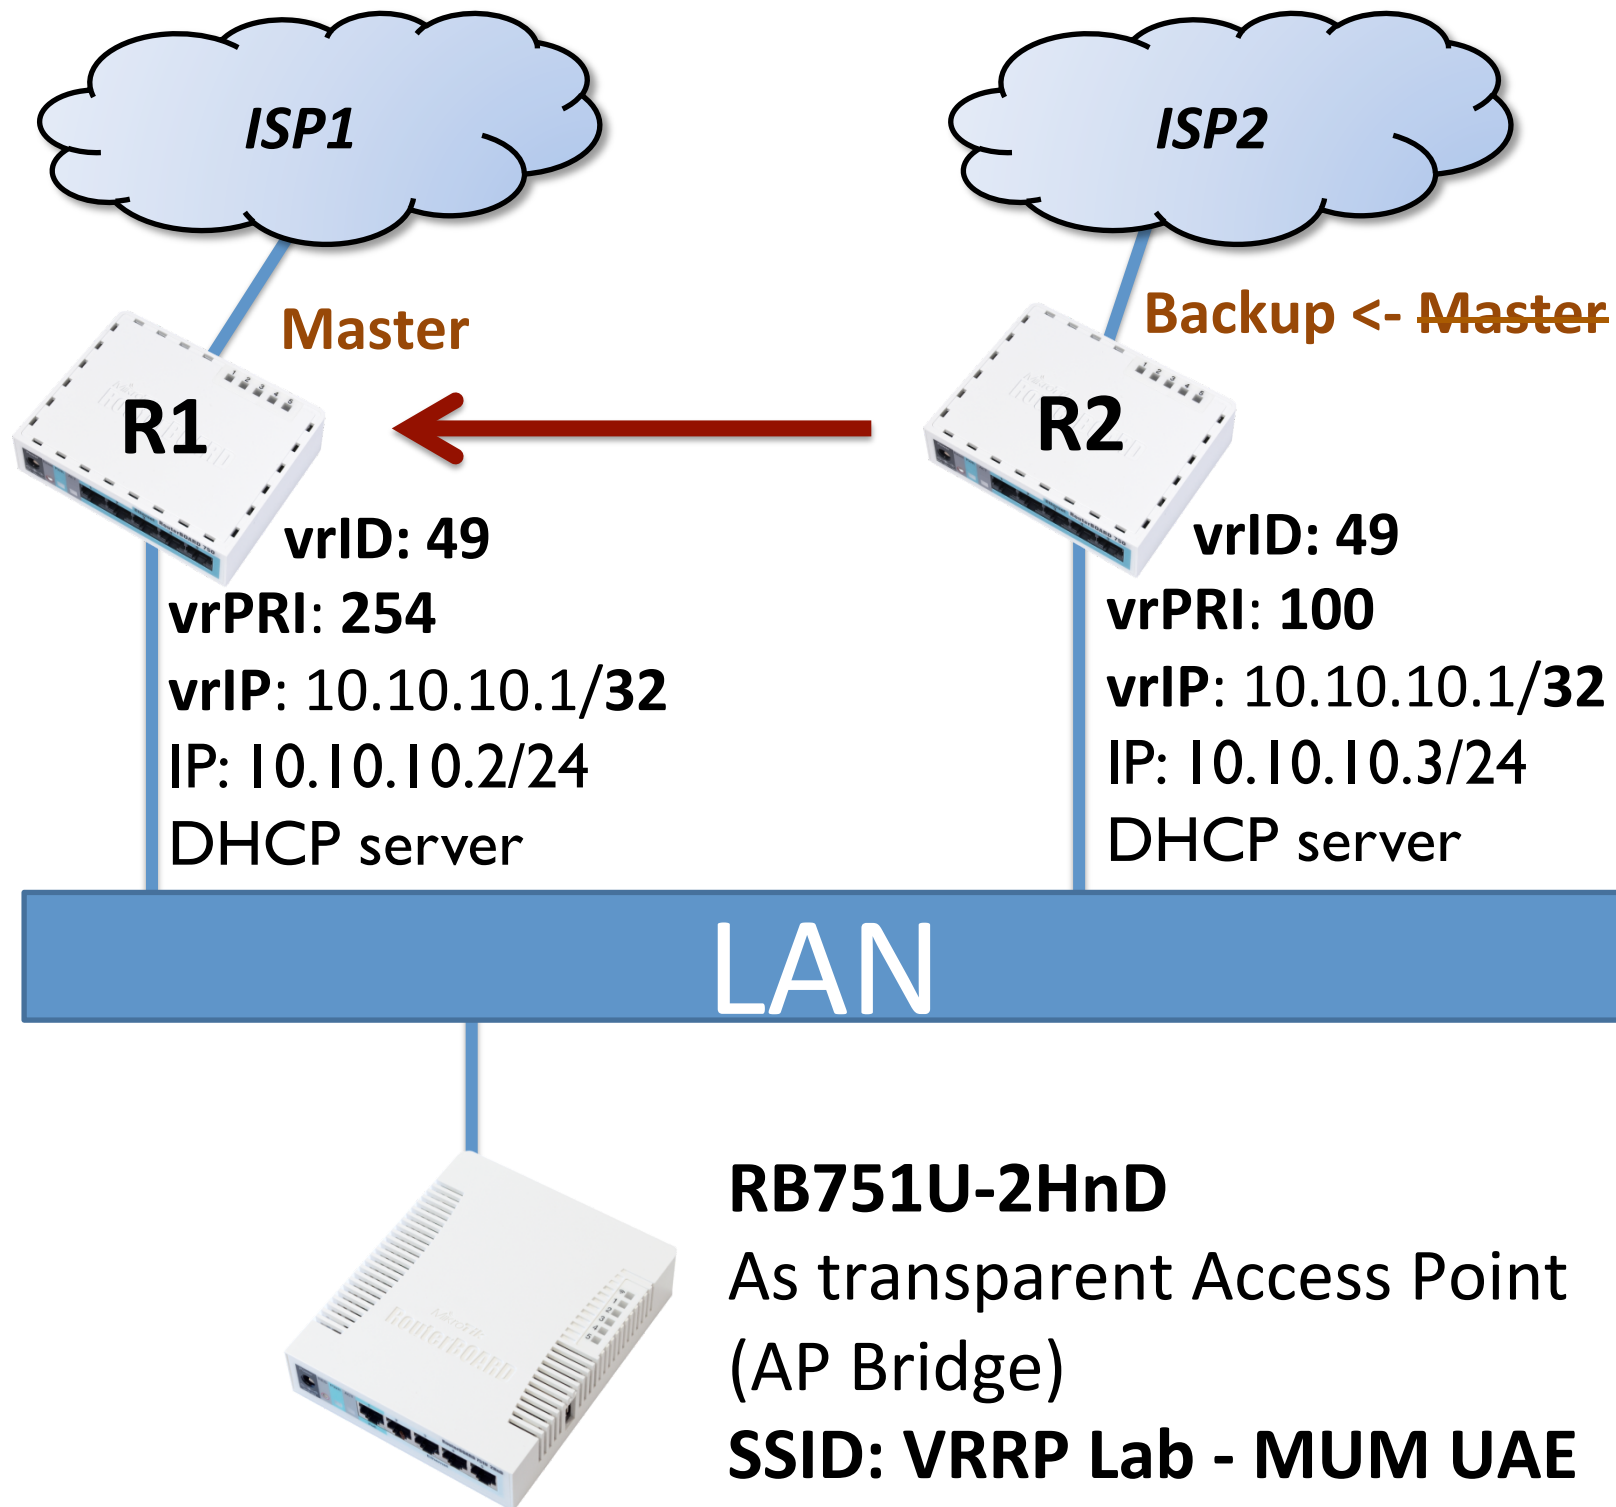 ISP1
ISP2
Master
Backup <- Master
R1
R2
vrID: 49
vrPRI: 254
vrIP: 10.10.10.1/32
IP: 10.10.10.2/24
DHCP server
vrID: 49
vrPRI: 100
vrIP: 10.10.10.1/32
IP: 10.10.10.3/24
DHCP server
LAN
RB751U-2HnD
As transparent Access Point
(AP Bridge)
SSID: VRRP Lab - MUM UAE
MikroTik
RouterBOARD